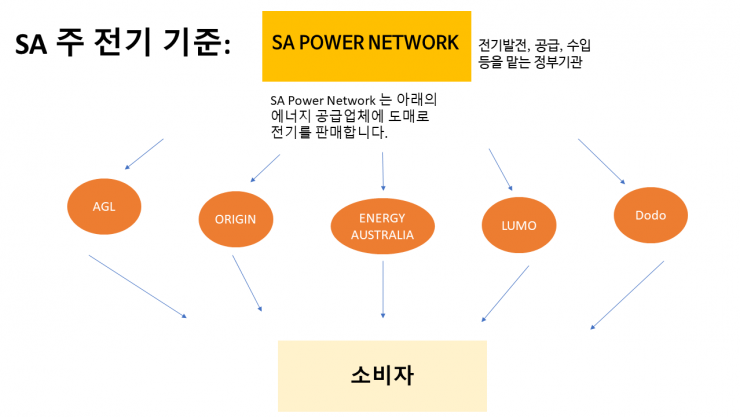 SA 주 전기 기준:
SA POWER NETWORK
전기발전, 공급, 수입
등을 맡는 정부기관
SA Power Network 는 아래의
에너지 공급업체에 도매로
전기를 판매합니다.
AGL
ORIGIN
ENERGY
AUSTRALIA
LUMO
Dodo
소비자